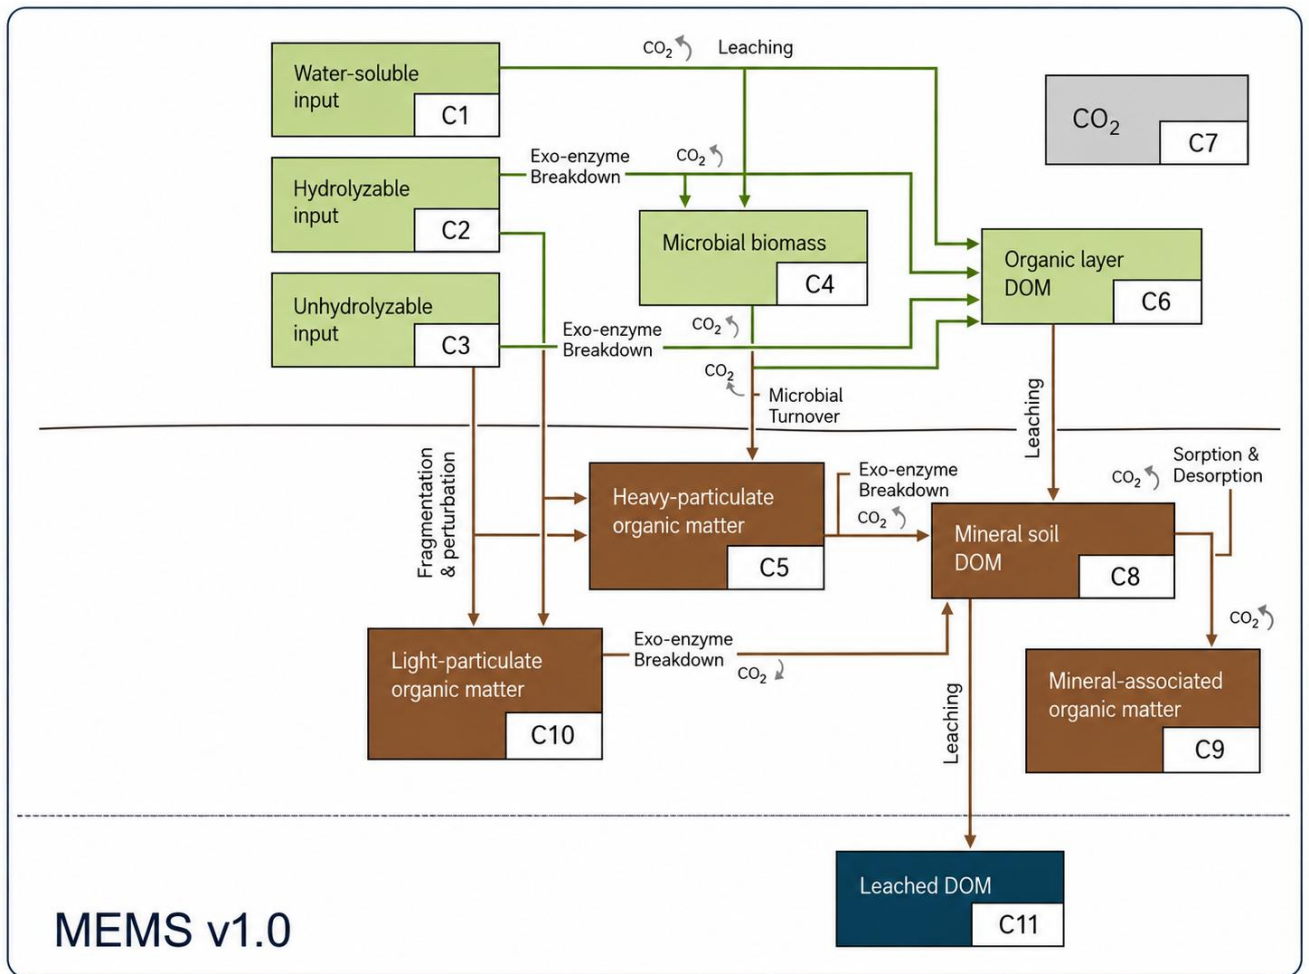 CO₂
Leaching
Water-soluble
input
C1
CO₂
C7
Exo-enzyme
Breakdown
CO₂
Hydrolyzable
input
C2
Microbial biomass
C4
Organic layer
DOM
C6
Unhydrolyzable
input
C3
Exo-enzyme
Breakdown
CO₂
CO₂
Microbial
Turnover
Leaching
Fragmentation
& perturbation
Heavy-particulate
organic matter
C5
Exo-enzyme
Breakdown
CO₂
CO₂
Sorption &
Desorption
Mineral soil
DOM
C8
CO₂
Light-particulate
organic matter
C10
Exo-enzyme
Breakdown
CO₂
Leaching
Mineral-associated
organic matter
C9
Leached DOM
C11
MEMS v1.0